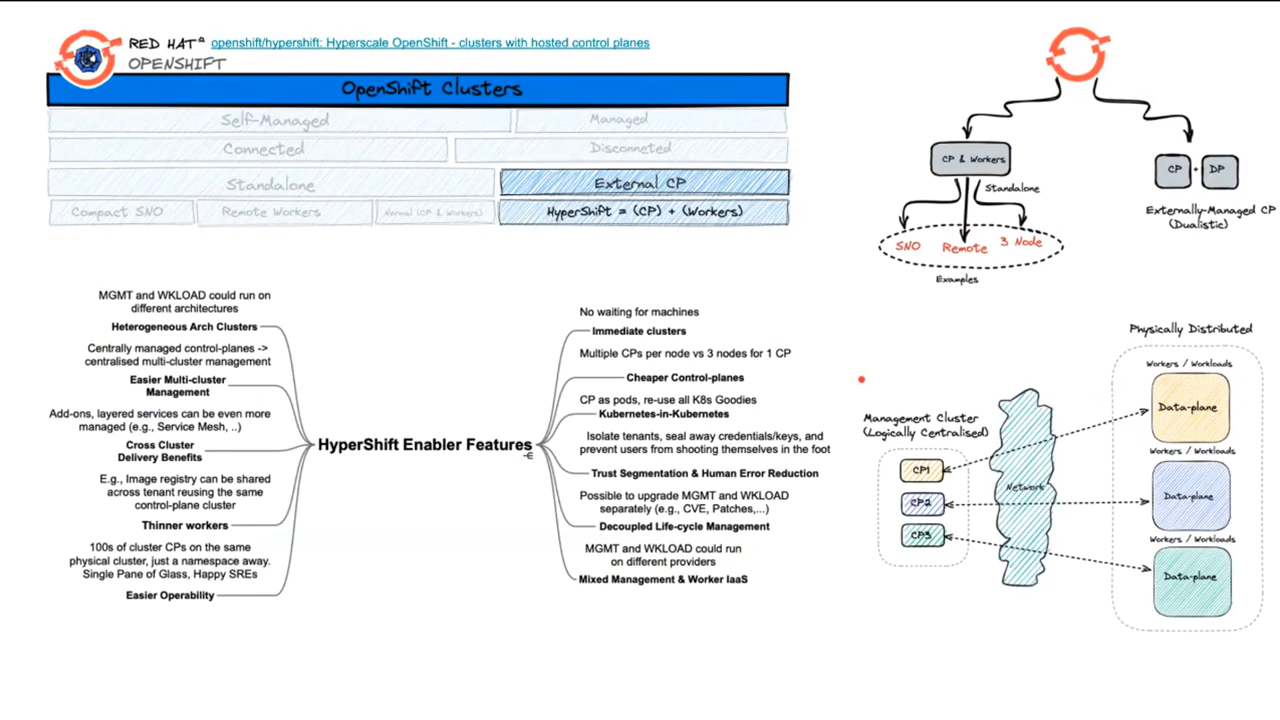 RED HAT
OPENSHIFT
openshift/hypershift: Hyperscale OpenShift - clusters with hosted control planes
OpenShift Clusters
Self-Managed
Managed
Connected
Disconneted
Standalone
External CP
Compact SNO
Remote Workers
Normal (CP & Workers)
HyperShift = (CP) + (Workers)
CP & Workers
Standalone
SNO
Remote
3 Node
Examples
CP
+
DP
Externally-Managed CP
(Dualistic)
HyperShift Enabler Features
MGMT and WKLOAD could run on
different architectures
Heterogeneous Arch Clusters
Centrally managed control-planes ->
centralised multi-cluster management
Easier Multi-cluster
Management
Add-ons, layered services can be even more
managed (e.g., Service Mesh, ..)
Cross Cluster
Delivery Benefits
E.g., Image registry can be shared
across tenant reusing the same
control-plane cluster
Thinner workers
100s of cluster CPs on the same
physical cluster, just a namespace away.
Single Pane of Glass, Happy SREs
Easier Operability
No waiting for machines
Immediate clusters
Multiple CPs per node vs 3 nodes for 1 CP
Cheaper Control-planes
CP as pods, re-use all K8s Goodies
Kubernetes-in-Kubernetes
Isolate tenants, seal away credentials/keys, and
prevent users from shooting themselves in the foot
Trust Segmentation & Human Error Reduction
Possible to upgrade MGMT and WKLOAD
separately (e.g., CVE, Patches,...)
Decoupled Life-cycle Management
MGMT and WKLOAD could run
on different providers
Mixed Management & Worker IaaS
Management Cluster
(Logically Centralised)
CP1
CP2
CP3
Network
Physically Distributed
Workers / Workloads
Data-plane
Workers / Workloads
Data-plane
Workers / Workloads
Data-plane